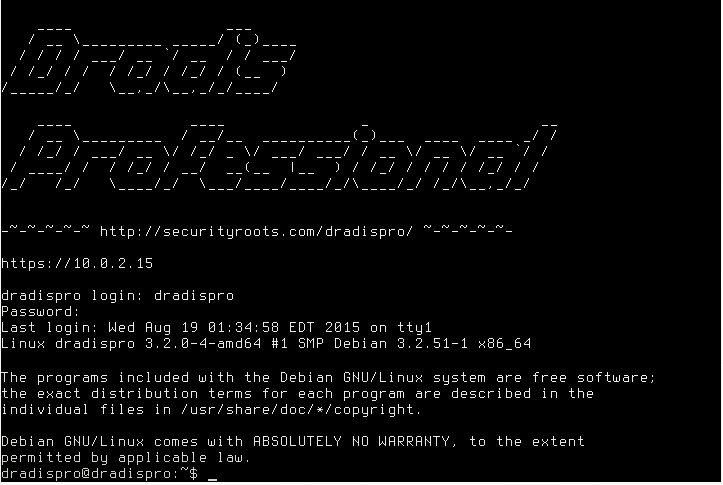 Dradis
Professional
-~-~-~-~-~ http://securityroots.com/dradispro/ ~-~-~-~-~-
https://10.0.2.15
dradispro login: dradispro
Password:
Last login: Wed Aug 19 01:34:58 EDT 2015 on tty1
Linux dradispro 3.2.0-4-amd64 #1 SMP Debian 3.2.51-1 x86_64
The programs included with the Debian GNU/Linux system are free software;
the exact distribution terms for each program are described in the
individual files in /usr/share/doc/*/copyright.
Debian GNU/Linux comes with ABSOLUTELY NO WARRANTY, to the extent
permitted by applicable law.
dradispro@dradispro:~$ _